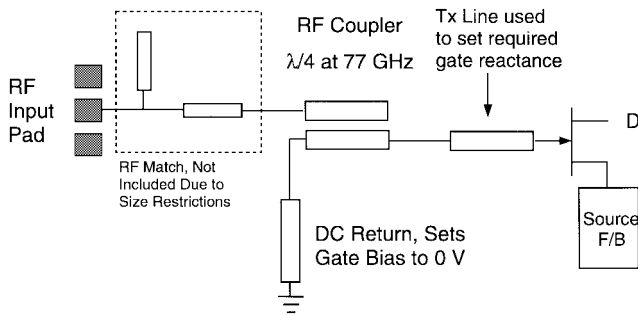 RF
Input
Pad
RF Match, Not
Included Due to
Size Restrictions
RF Coupler
λ/4 at 77 GHz
Tx Line used
to set required
gate reactance
DC Return, Sets
Gate Bias to 0 V
D
Source
F/B